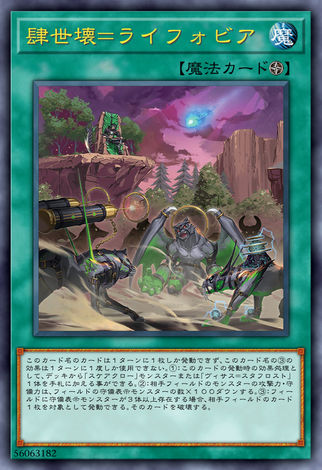 肆世壊=ライフォビア
魔
【魔法カード】
このカード名のカードは１ターンに１枚しか発動できず、このカード名の③の
効果は１ターンに１度しか使用できない。①：このカードの発動時の効果処理と
して、デッキから「スケアクロー」モンスターまたは「ヴィサス＝スタフロスト」
１体を手札に加える事ができる。②：相手フィールドのモンスターの攻撃力・守
備力は、フィールドの守備表示モンスターの数×１００ダウンする。③：フィー
ルドに守備表示モンスターが３体以上存在する場合、相手フィールドのカード
１枚を対象として発動できる。そのカードを破壊する。
56063182